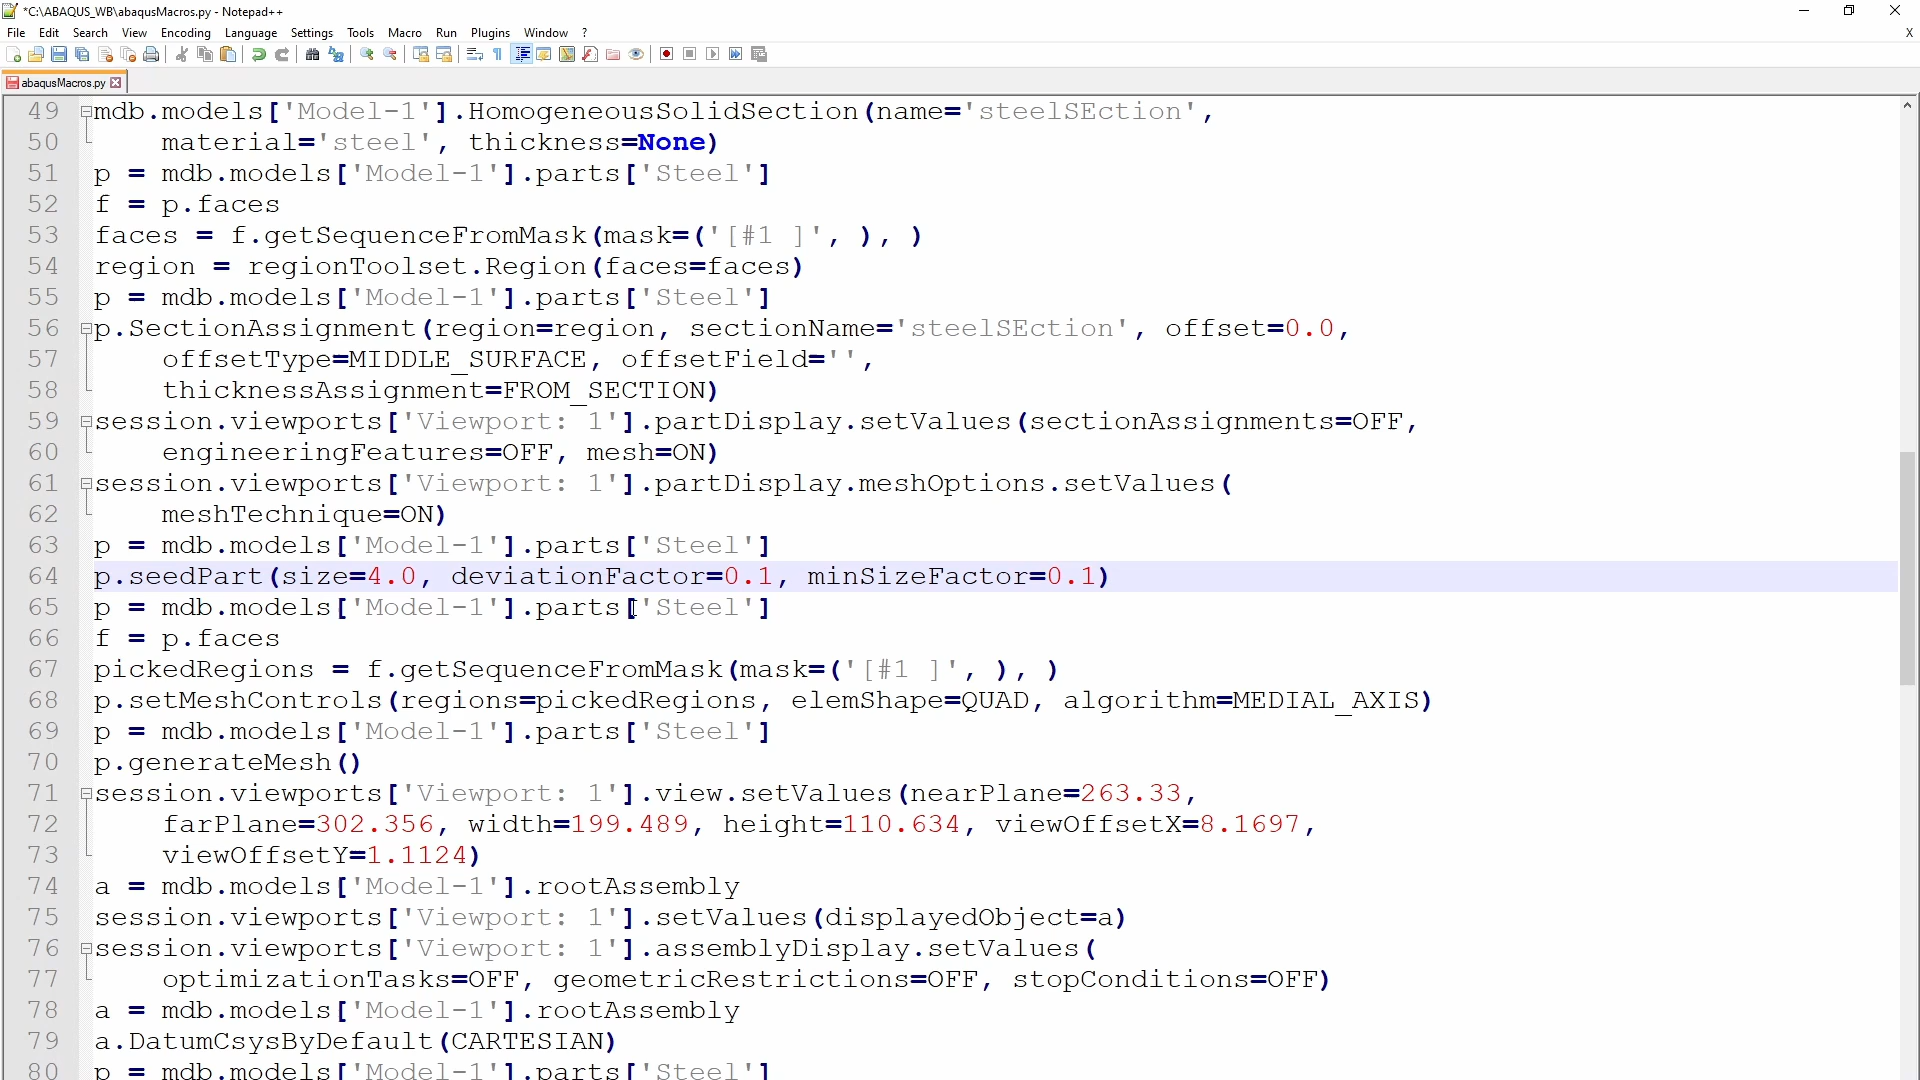 *C:\ABAQUS_WB\abaqusMacros.py - Notepad++
File Edit Search View Encoding Language Settings Tools Macro Run Plugins Window ? X
abaqusMacros.py
49 mdb.models['Model-1'].HomogeneousSolidSection(name='steelSEction',
50 material='steel', thickness=None)
51 p = mdb.models['Model-1'].parts['Steel']
52 f = p.faces
53 faces = f.getSequenceFromMask(mask=('[#1 ]', ), )
54 region = regionToolset.Region(faces=faces)
55 p = mdb.models['Model-1'].parts['Steel']
56 p.SectionAssignment(region=region, sectionName='steelSEction', offset=0.0,
57 offsetType=MIDDLE_SURFACE, offsetField='',
58 thicknessAssignment=FROM_SECTION)
59 session.viewports['Viewport: 1'].partDisplay.setValues(sectionAssignments=OFF,
60 engineeringFeatures=OFF, mesh=ON)
61 session.viewports['Viewport: 1'].partDisplay.meshOptions.setValues(
62 meshTechnique=ON)
63 p = mdb.models['Model-1'].parts['Steel']
64 p.seedPart(size=4.0, deviationFactor=0.1, minSizeFactor=0.1)
65 p = mdb.models['Model-1'].parts['Steel']
66 f = p.faces
67 pickedRegions = f.getSequenceFromMask(mask=('[#1 ]', ), )
68 p.setMeshControls(regions=pickedRegions, elemShape=QUAD, algorithm=MEDIAL_AXIS)
69 p = mdb.models['Model-1'].parts['Steel']
70 p.generateMesh()
71 session.viewports['Viewport: 1'].view.setValues(nearPlane=263.33,
72 farPlane=302.356, width=199.489, height=110.634, viewOffsetX=8.1697,
73 viewOffsetY=1.1124)
74 a = mdb.models['Model-1'].rootAssembly
75 session.viewports['Viewport: 1'].setValues(displayedObject=a)
76 session.viewports['Viewport: 1'].assemblyDisplay.setValues(
77 optimizationTasks=OFF, geometricRestrictions=OFF, stopConditions=OFF)
78 a = mdb.models['Model-1'].rootAssembly
79 a.DatumCsysByDefault(CARTESIAN)
80 p = mdb.models['Model-1'].parts['Steel']